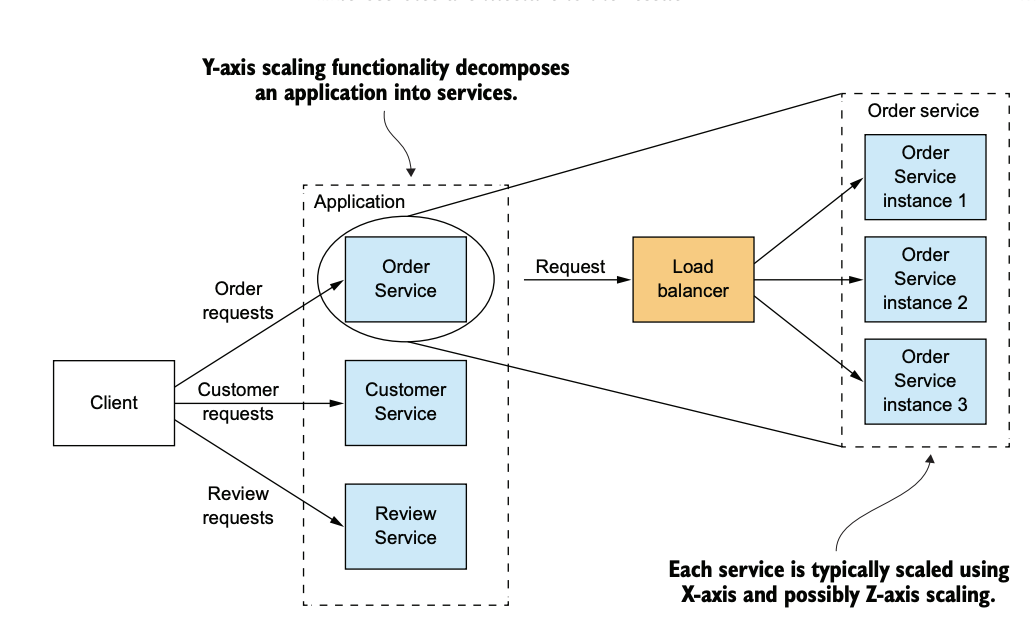 Y-axis scaling functionality decomposes
an application into services.
Order service
Application
Order
Service
instance 1
Order
Service
Request
Load
balancer
Order
Service
instance 2
Order
requests
Order
Service
instance 3
Client
Customer
requests
Customer
Service
Review
requests
Review
Service
Each service is typically scaled using
X-axis and possibly Z-axis scaling.